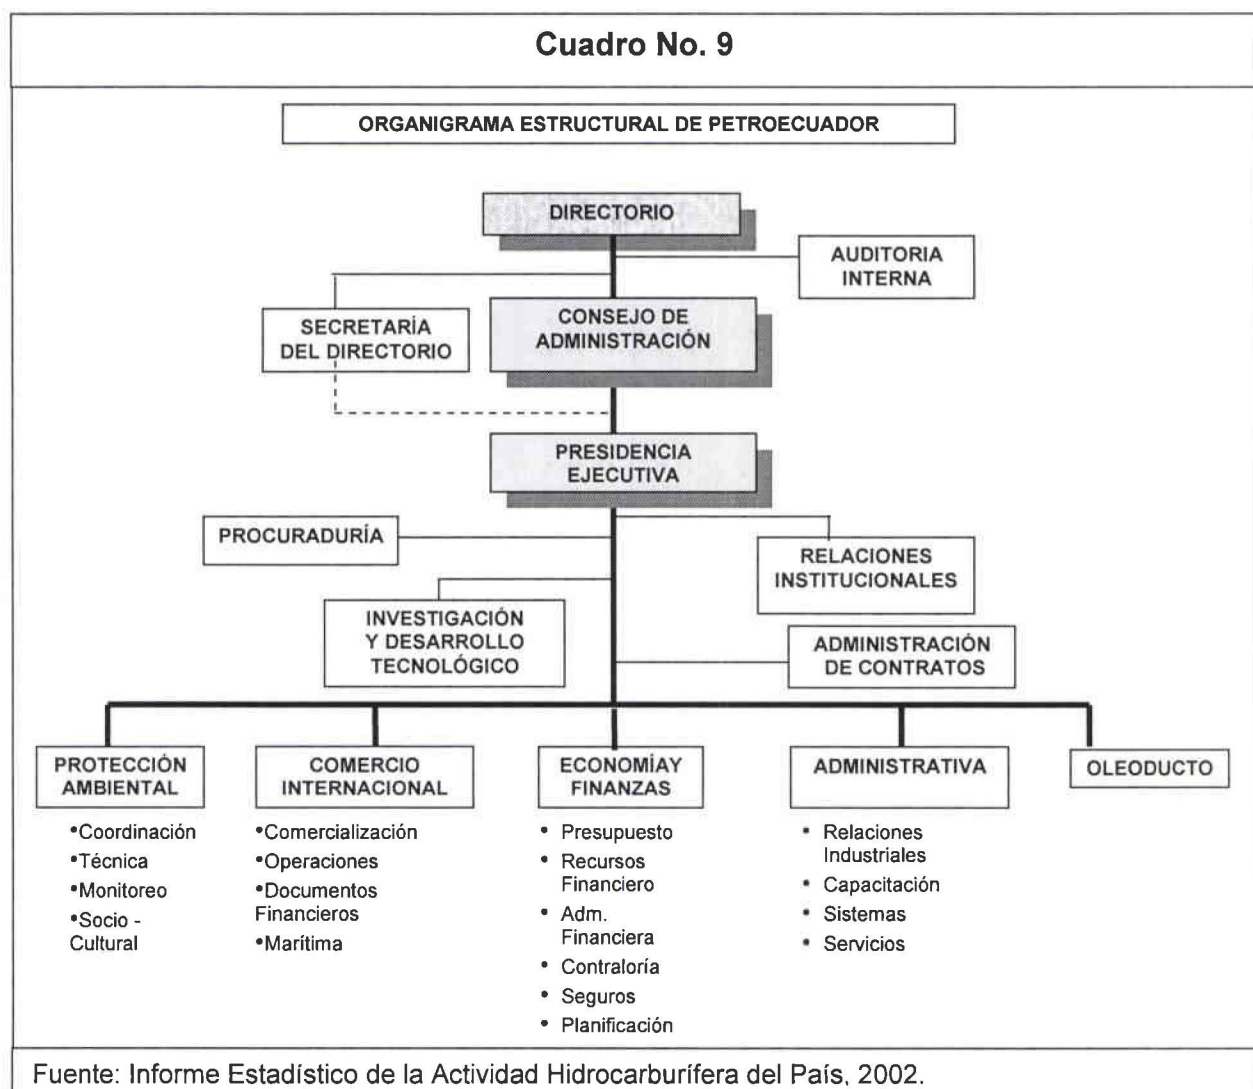 Cuadro No. 9
ORGANIGRAMA ESTRUCTURAL DE PETROECUADOR
DIRECTORIO
AUDITORIA
INTERNA
SECRETARÍA
DEL DIRECTORIO
CONSEJO DE
ADMINISTRACIÓN
PRESIDENCIA
EJECUTIVA
PROCURADURÍA
RELACIONES
INSTITUCIONALES
INVESTIGACIÓN
Y DESARROLLO
TECNOLÓGICO
ADMINISTRACIÓN
DE CONTRATOS
PROTECCIÓN
AMBIENTAL
•Coordinación
•Técnica
•Monitoreo
•Socio -
Cultural
COMERCIO
INTERNACIONAL
•Comercialización
•Operaciones
•Documentos
Financieros
•Marítima
ECONOMÍAY
FINANZAS
• Presupuesto
• Recursos
Financiero
• Adm.
Financiera
• Contraloría
• Seguros
• Planificación
ADMINISTRATIVA
• Relaciones
Industriales
• Capacitación
• Sistemas
• Servicios
OLEODUCTO
Fuente: Informe Estadístico de la Actividad Hidrocarburífera del País, 2002.